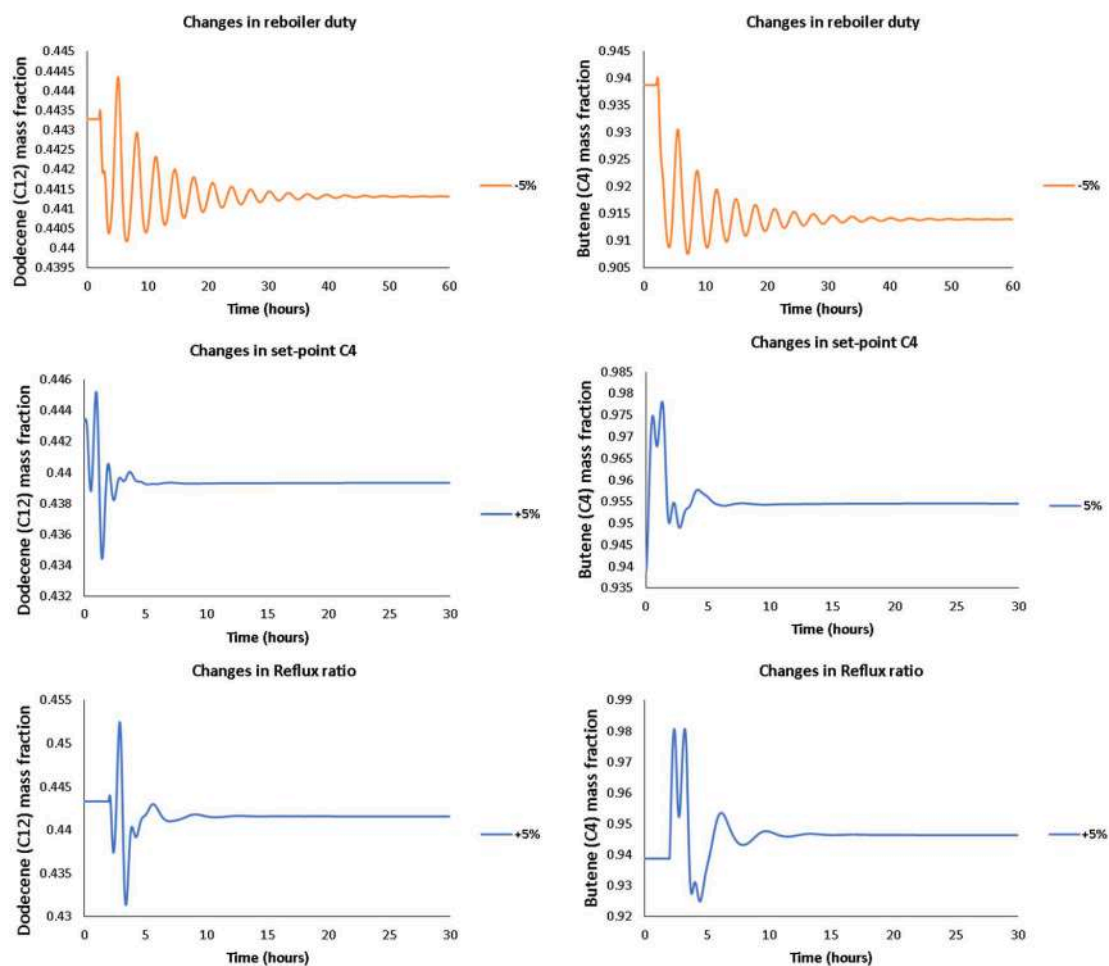 Changes in reboiler duty
Dodecene (C12) mass fraction
0.445
0.4445
0.444
0.4435
0.443
0.4425
0.442
0.4415
0.441
0.4405
0.44
0.4395
0 10 20 30 40 50 60
Time (hours)
-5%
Changes in reboiler duty
Butene (C4) mass fraction
0.945
0.94
0.935
0.93
0.925
0.92
0.915
0.91
0.905
0 10 20 30 40 50 60
Time (hours)
-5%
Changes in set-point C4
Dodecene (C12) mass fraction
0.446
0.444
0.442
0.44
0.438
0.436
0.434
0.432
0 5 10 15 20 25 30
Time (hours)
+5%
Changes in set-point C4
Butene (C4) mass fraction
0.985
0.98
0.975
0.97
0.965
0.96
0.955
0.95
0.945
0.94
0.935
0 5 10 15 20 25 30
Time (hours)
5%
Changes in Reflux ratio
Dodecene (C12) mass fraction
0.455
0.45
0.445
0.44
0.435
0.43
0 5 10 15 20 25 30
Time (hours)
+5%
Changes in Reflux ratio
Butene (C4) mass fraction
0.99
0.98
0.97
0.96
0.95
0.94
0.93
0.92
0 5 10 15 20 25 30
Time (hours)
+5%